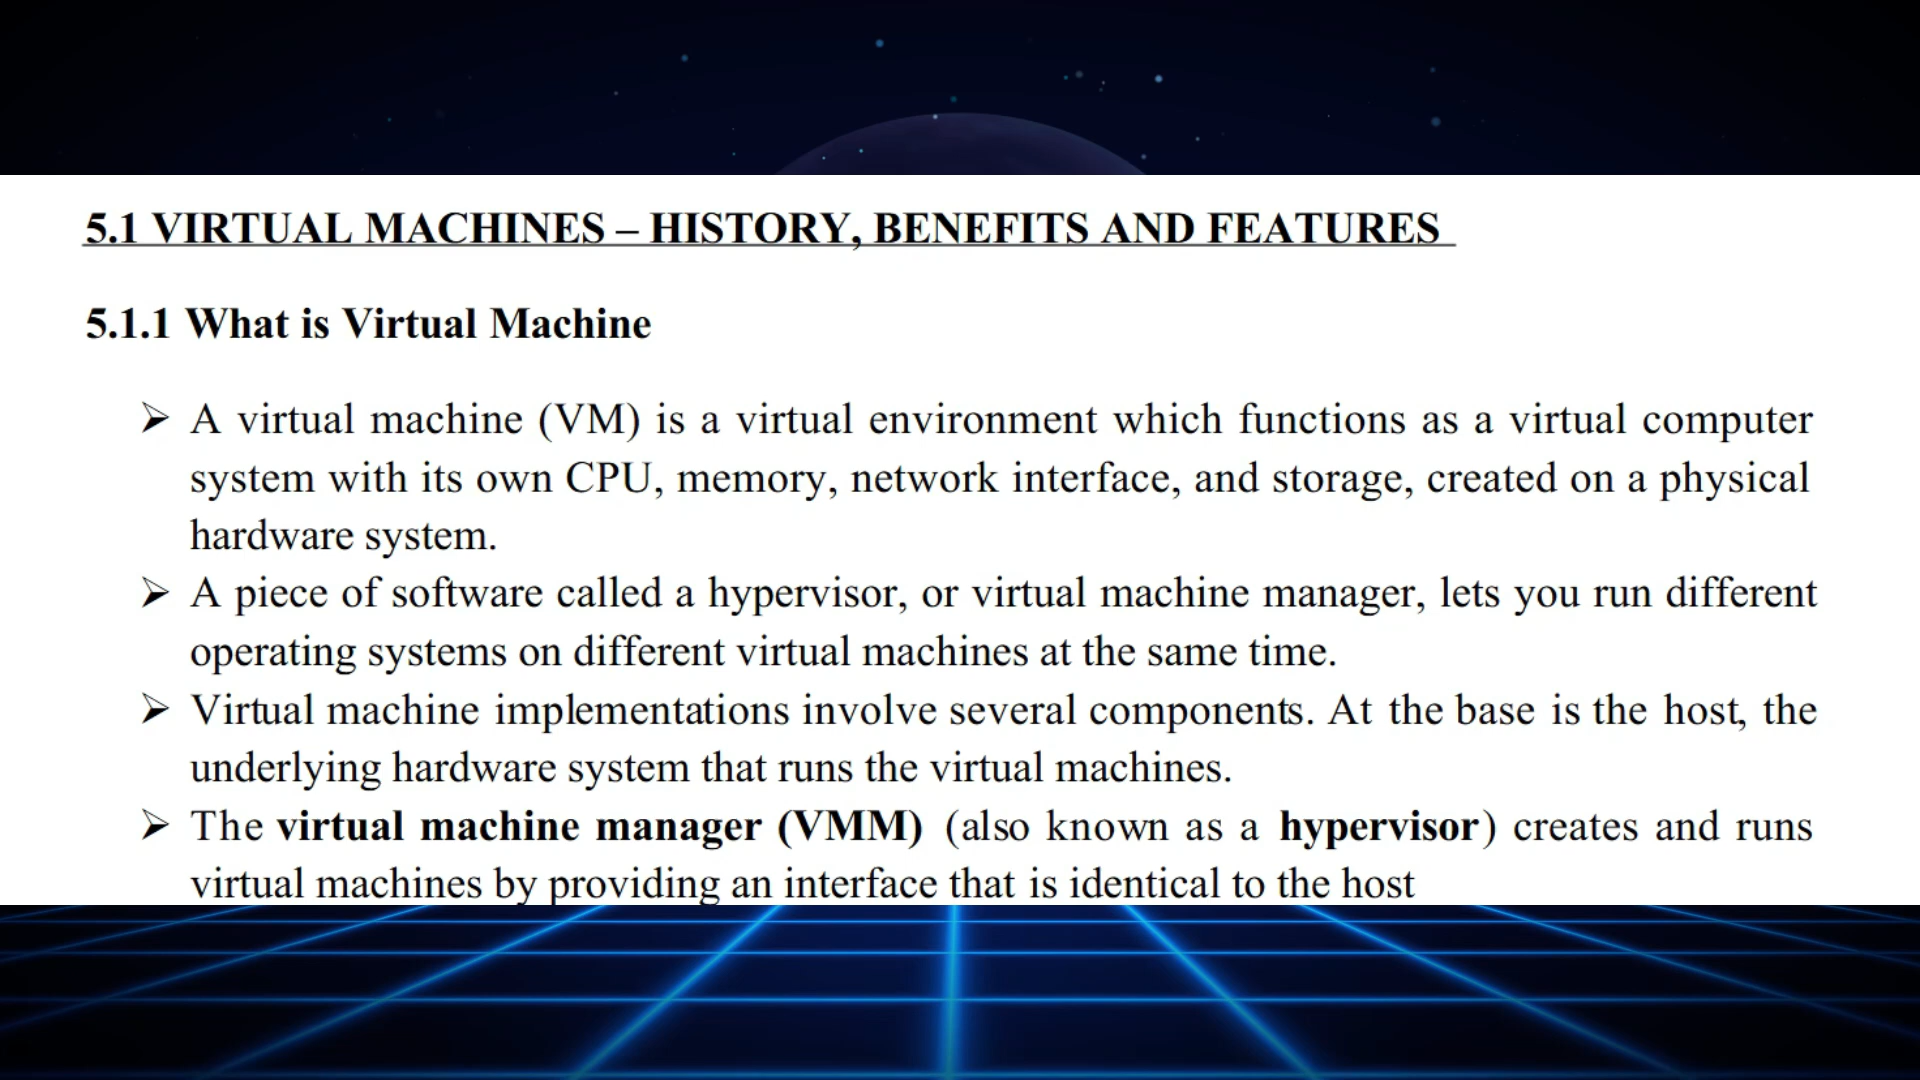 5.1 VIRTUAL MACHINES – HISTORY, BENEFITS AND FEATURES
5.1.1 What is Virtual Machine
➢ A virtual machine (VM) is a virtual environment which functions as a virtual computer
system with its own CPU, memory, network interface, and storage, created on a physical
hardware system.
➢ A piece of software called a hypervisor, or virtual machine manager, lets you run different
operating systems on different virtual machines at the same time.
➢ Virtual machine implementations involve several components. At the base is the host, the
underlying hardware system that runs the virtual machines.
➢ The virtual machine manager (VMM) (also known as a hypervisor) creates and runs
virtual machines by providing an interface that is identical to the host